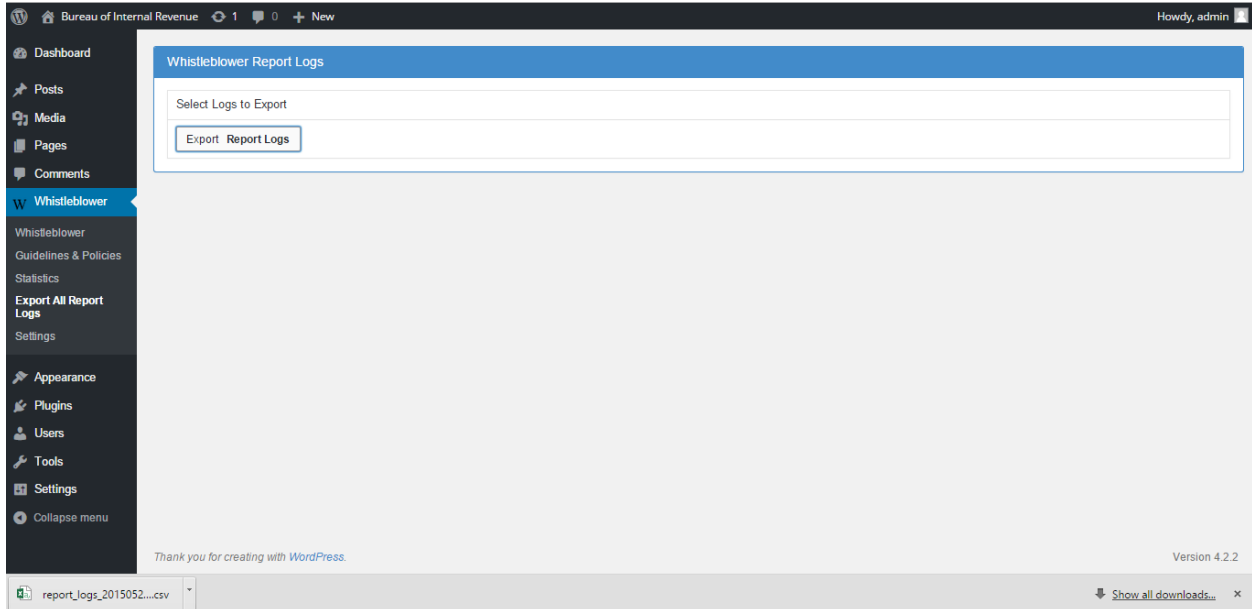 Bureau of Internal Revenue 1 0 + New Howdy, admin
Dashboard
Posts
Media
Pages
Comments
W Whistleblower
Whistleblower
Guidelines & Policies
Statistics
Export All Report
Logs
Settings
Appearance
Plugins
Users
Tools
Settings
Collapse menu
Whistleblower Report Logs
Select Logs to Export
Export Report Logs
Thank you for creating with WordPress. Version 4.2.2
report_logs_2015052....csv Show all downloads... ×